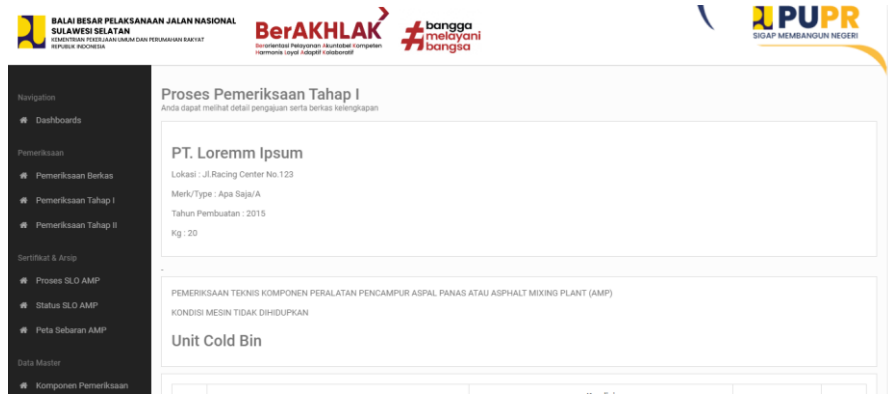 BALAI BESAR PELAKSANAAN JALAN NASIONAL
SULAWESI SELATAN
KEMENTRIAN PEKERJAAN UMUM DAN PERUMAHAN RAKYAT
REPUBLIK INDONESIA
BerAKHLAK
Berorientasi Pelayanan Akuntabel Kompeten
Harmonis Loyal Adaptif Kolaboratif
#bangga
melayani
bangsa
PUPR
SIGAP MEMBANGUN NEGERI
Navigation
Dashboards
Pemeriksaan
Pemeriksaan Berkas
Pemeriksaan Tahap I
Pemeriksaan Tahap II
Sertifikat & Arsip
Proses SLO AMP
Status SLO AMP
Peta Sebaran AMP
Data Master
Komponen Pemeriksaan
Proses Pemeriksaan Tahap I
Anda dapat melihat detail pengajuan serta berkas kelengkapan
PT. Loremm Ipsum
Lokasi : Jl.Racing Center No.123
Merk/Type : Apa Saja/A
Tahun Pembuatan : 2015
Kg : 20
-
PEMERIKSAAN TEKNIS KOMPONEN PERALATAN PENCAMPUR ASPAL PANAS ATAU ASPHALT MIXING PLANT (AMP)
KONDISI MESIN TIDAK DIHIDUPKAN
Unit Cold Bin